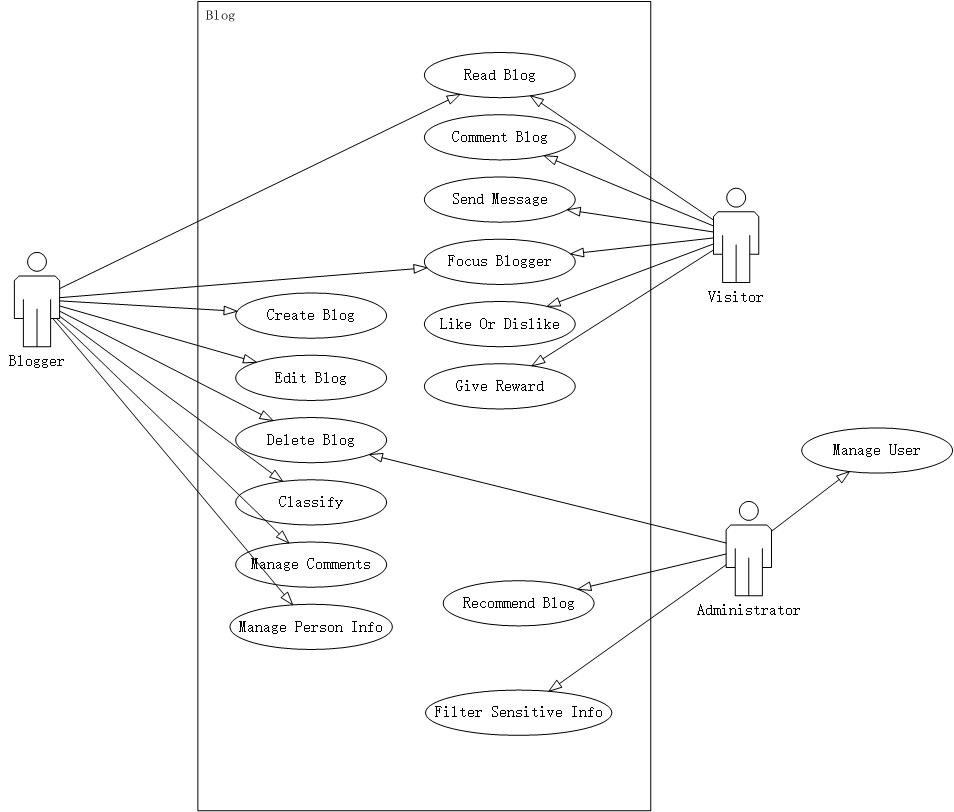 Blog
Read Blog
Comment Blog
Send Message
Focus Blogger
Visitor
Create Blog
Like Or Dislike
Blogger
Edit Blog
Give Reward
Delete Blog
Manage User
Classify
Manage Comments
Recommend Blog
Administrator
Manage Person Info
Filter Sensitive Info